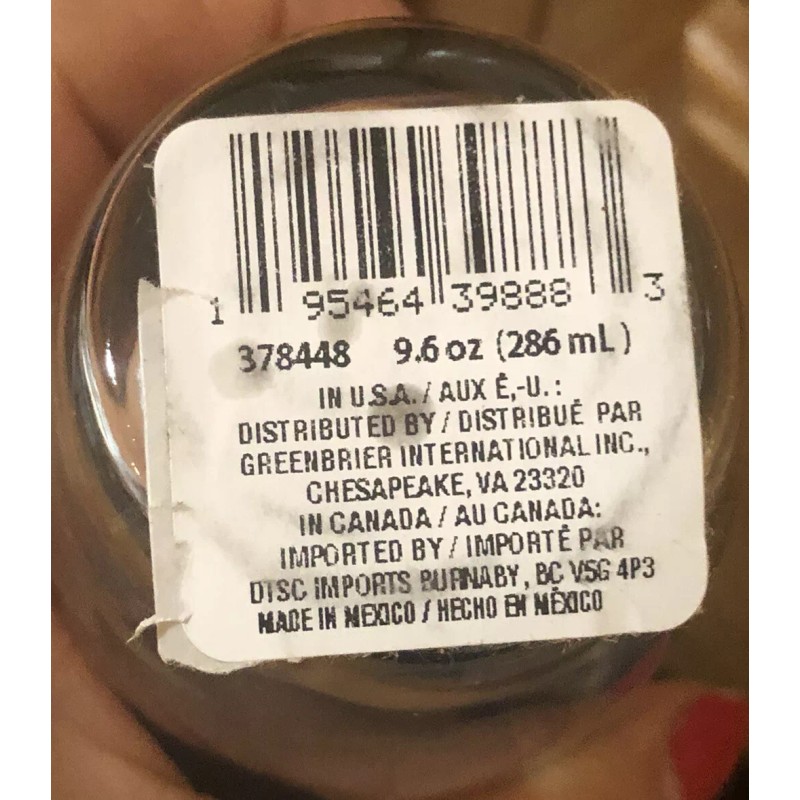 1 95464 39888 3
378448 9.6 oz (286 mL)
IN U.S.A. / AUX É,-U. :
DISTRIBUTED BY / DISTRIBUÉ PAR
GREENBRIER INTERNATIONAL INC.,
CHESAPEAKE, VA 23320
IN CANADA / AU CANADA:
IMPORTED BY / IMPORTÉ PAR
DISC IMPORTS BURNABY, BC V5G 4P3
MADE IN MEXICO / HECHO EN MÉXICO